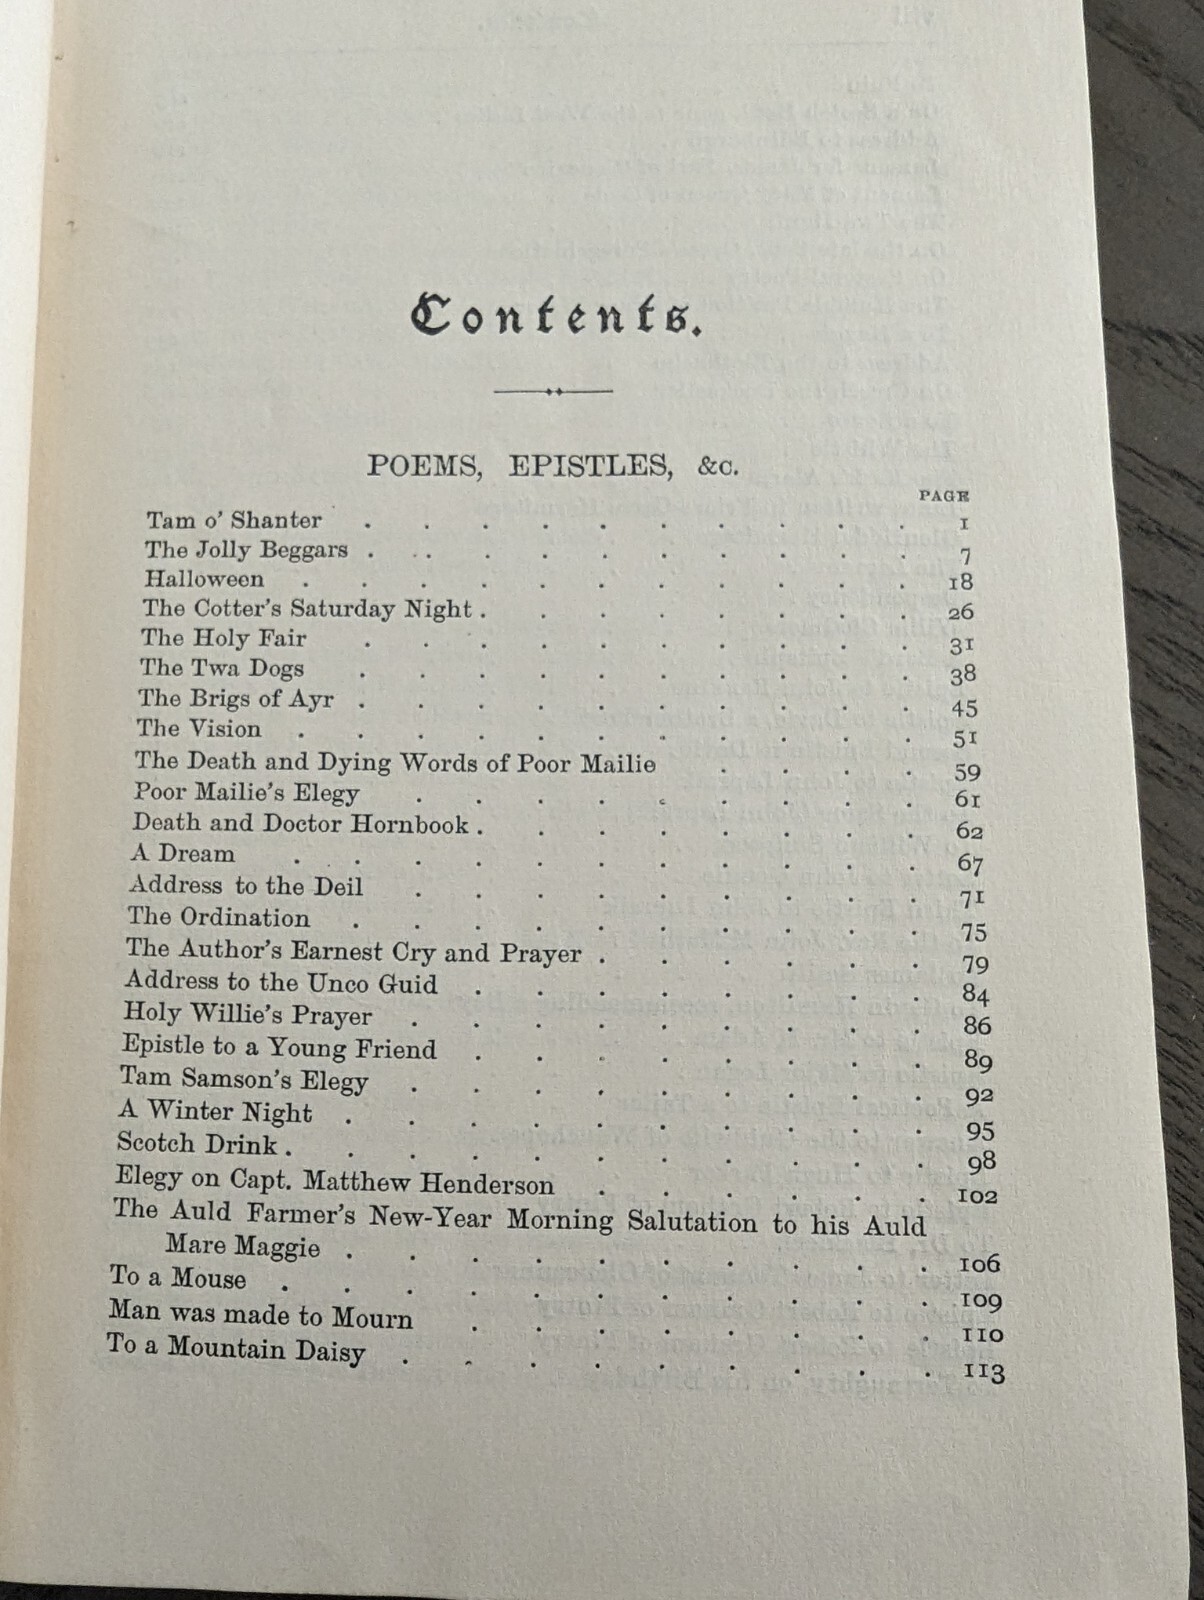 Contents.
POEMS, EPISTLES, &c.
PAGE
Tam o' Shanter . . . . . . . . . . 1
The Jolly Beggars . . . . . . . . . . 7
Halloween . . . . . . . . . . . 18
The Cotter's Saturday Night . . . . . . . . 26
The Holy Fair . . . . . . . . . . 31
The Twa Dogs . . . . . . . . . . 38
The Brigs of Ayr . . . . . . . . . . 45
The Vision . . . . . . . . . . . 51
The Death and Dying Words of Poor Mailie . . . . 59
Poor Mailie's Elegy . . . . . . . . . 61
Death and Doctor Hornbook . . . . . . . . 62
A Dream . . . . . . . . . . . 67
Address to the Deil . . . . . . . . . 71
The Ordination . . . . . . . . . . 75
The Author's Earnest Cry and Prayer . . . . . . 79
Address to the Unco Guid . . . . . . . . 84
Holy Willie's Prayer . . . . . . . . . 86
Epistle to a Young Friend . . . . . . . . 89
Tam Samson's Elegy . . . . . . . . . 92
A Winter Night . . . . . . . . . . 95
Scotch Drink . . . . . . . . . . . 98
Elegy on Capt. Matthew Henderson . . . . . . 102
The Auld Farmer's New-Year Morning Salutation to his Auld
Mare Maggie . . . . . . . . . . 106
To a Mouse . . . . . . . . . . . 109
Man was made to Mourn . . . . . . . . 110
To a Mountain Daisy . . . . . . . . . 113